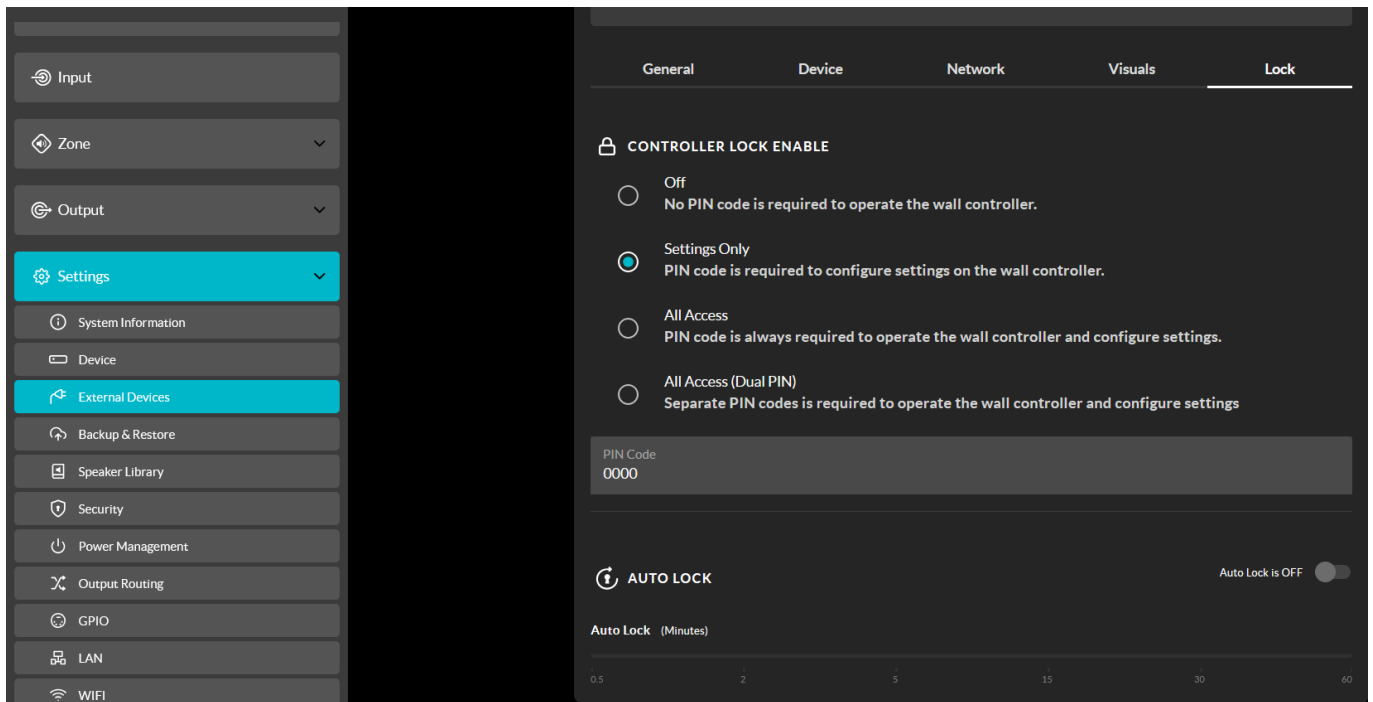 Input
Zone
Output
Settings
System Information
Device
External Devices
Backup & Restore
Speaker Library
Security
Power Management
Output Routing
GPIO
LAN
WIFI
General Device Network Visuals Lock
CONTROLLER LOCK ENABLE
Off
No PIN code is required to operate the wall controller.
Settings Only
PIN code is required to configure settings on the wall controller.
All Access
PIN code is always required to operate the wall controller and configure settings.
All Access (Dual PIN)
Separate PIN codes is required to operate the wall controller and configure settings
PIN Code
0000
AUTO LOCK
Auto Lock is OFF
Auto Lock (Minutes)
0.5 2 5 15 30 60